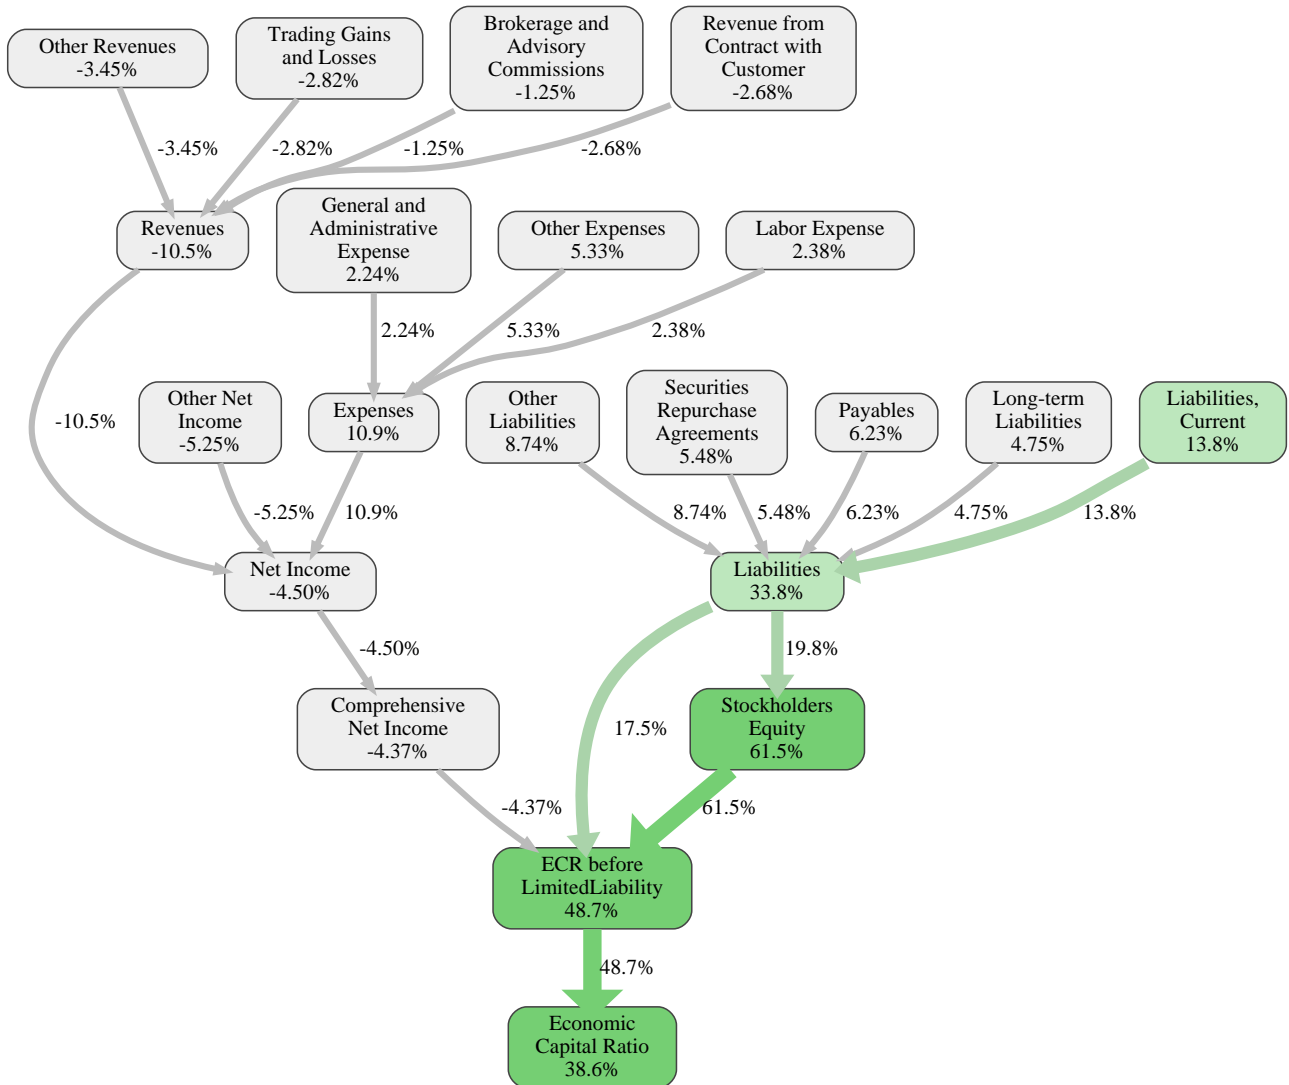 Other Revenues
-3.45%
Trading Gains
and Losses
-2.82%
Brokerage and
Advisory
Commissions
-1.25%
Revenue from
Contract with
Customer
-2.68%
-3.45%
-2.82%
-1.25%
-2.68%
Revenues
-10.5%
General and
Administrative
Expense
2.24%
Other Expenses
5.33%
Labor Expense
2.38%
2.24%
5.33%
2.38%
-10.5%
Other Net
Income
-5.25%
Expenses
10.9%
Other
Liabilities
8.74%
Securities
Repurchase
Agreements
5.48%
Payables
6.23%
Long-term
Liabilities
4.75%
Liabilities,
Current
13.8%
-5.25%
10.9%
8.74%
5.48%
6.23%
4.75%
13.8%
Net Income
-4.50%
Liabilities
33.8%
-4.50%
19.8%
Comprehensive
Net Income
-4.37%
17.5%
Stockholders
Equity
61.5%
-4.37%
61.5%
ECR before
LimitedLiability
48.7%
48.7%
Economic
Capital Ratio
38.6%